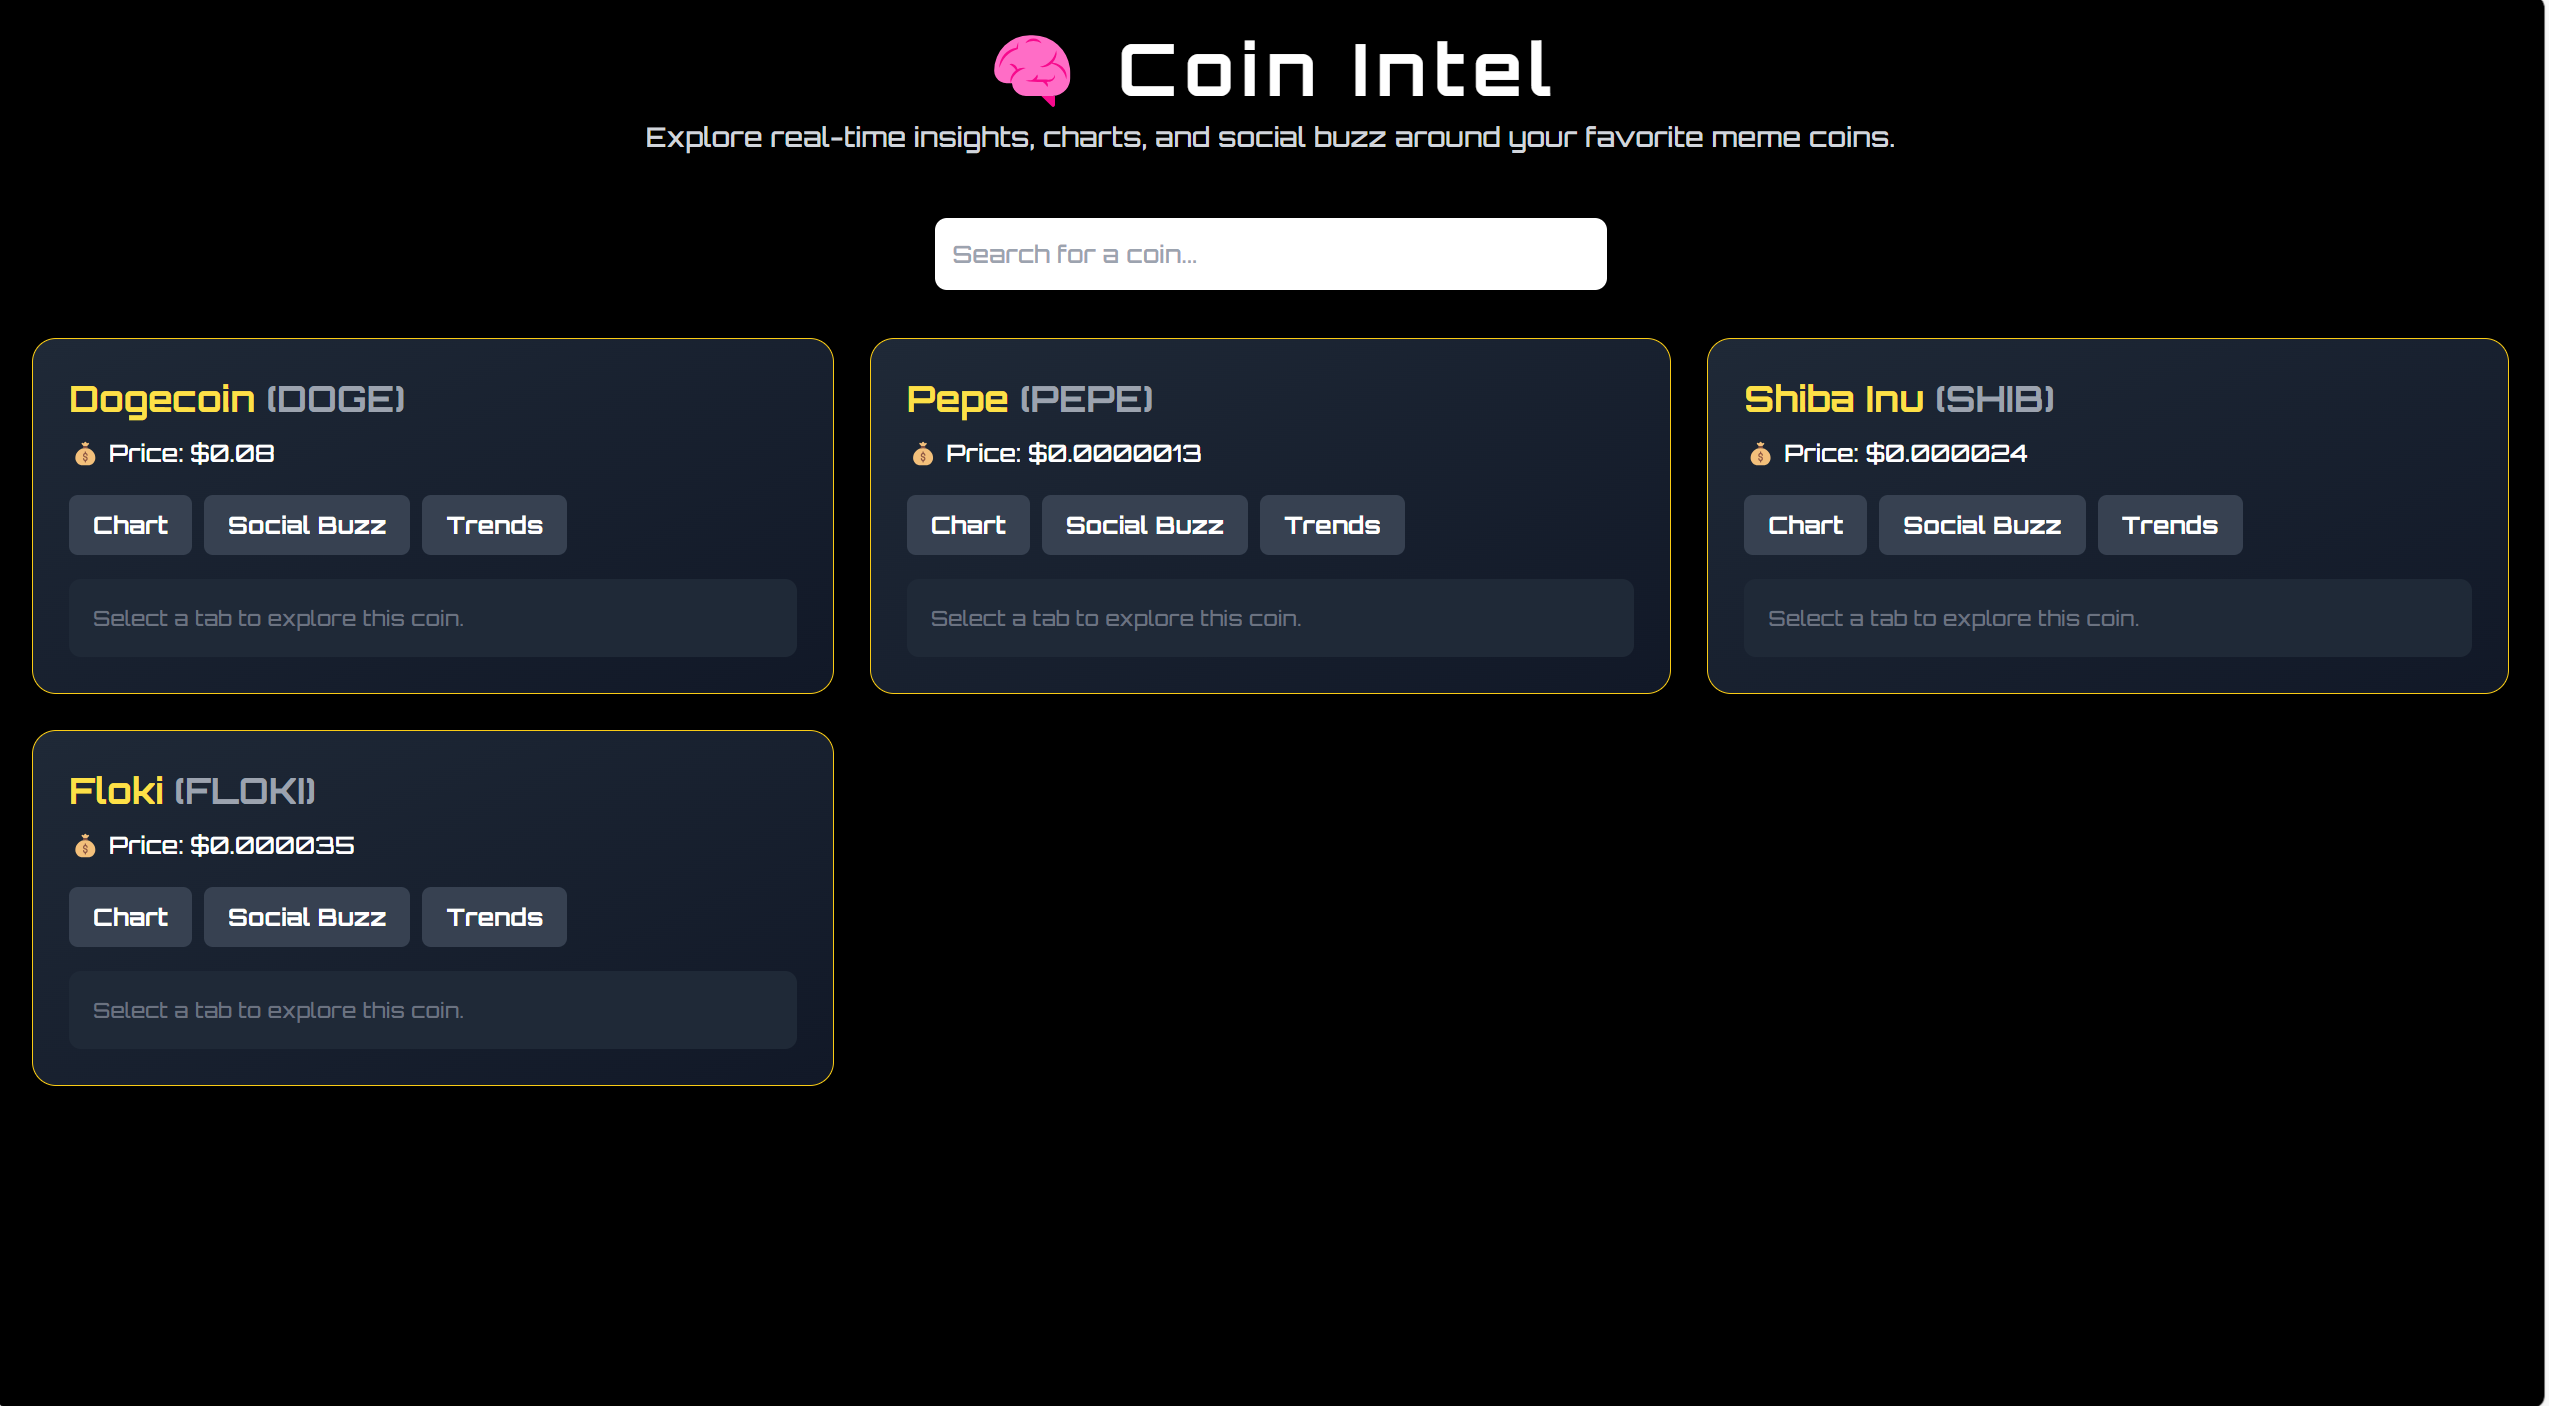 Coin Intel
Explore real-time insights, charts, and social buzz around your favorite meme coins.
Search for a coin...
Dogecoin (DOGE)
Price: $0.08
Chart Social Buzz Trends
Select a tab to explore this coin.
Pepe (PEPE)
Price: $0.0000013
Chart Social Buzz Trends
Select a tab to explore this coin.
Shiba Inu (SHIB)
Price: $0.000024
Chart Social Buzz Trends
Select a tab to explore this coin.
Floki (FLOKI)
Price: $0.000035
Chart Social Buzz Trends
Select a tab to explore this coin.